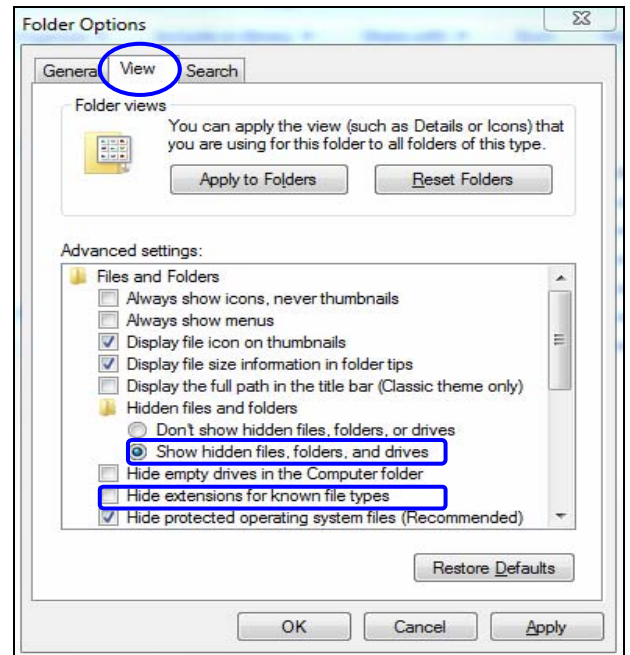 Folder Options
General
View
Search
Folder views
You can apply the view (such as Details or Icons) that
you are using for this folder to all folders of this type.
Apply to Folders
Reset Folders
Advanced settings:
Files and Folders
Always show icons, never thumbnails
Always show menus
Display file icon on thumbnails
Display file size information in folder tips
Display the full path in the title bar (Classic theme only)
Hidden files and folders
Don't show hidden files, folders, or drives
Show hidden files, folders, and drives
Hide empty drives in the Computer folder
Hide extensions for known file types
Hide protected operating system files (Recommended)
Restore Defaults
OK
Cancel
Apply